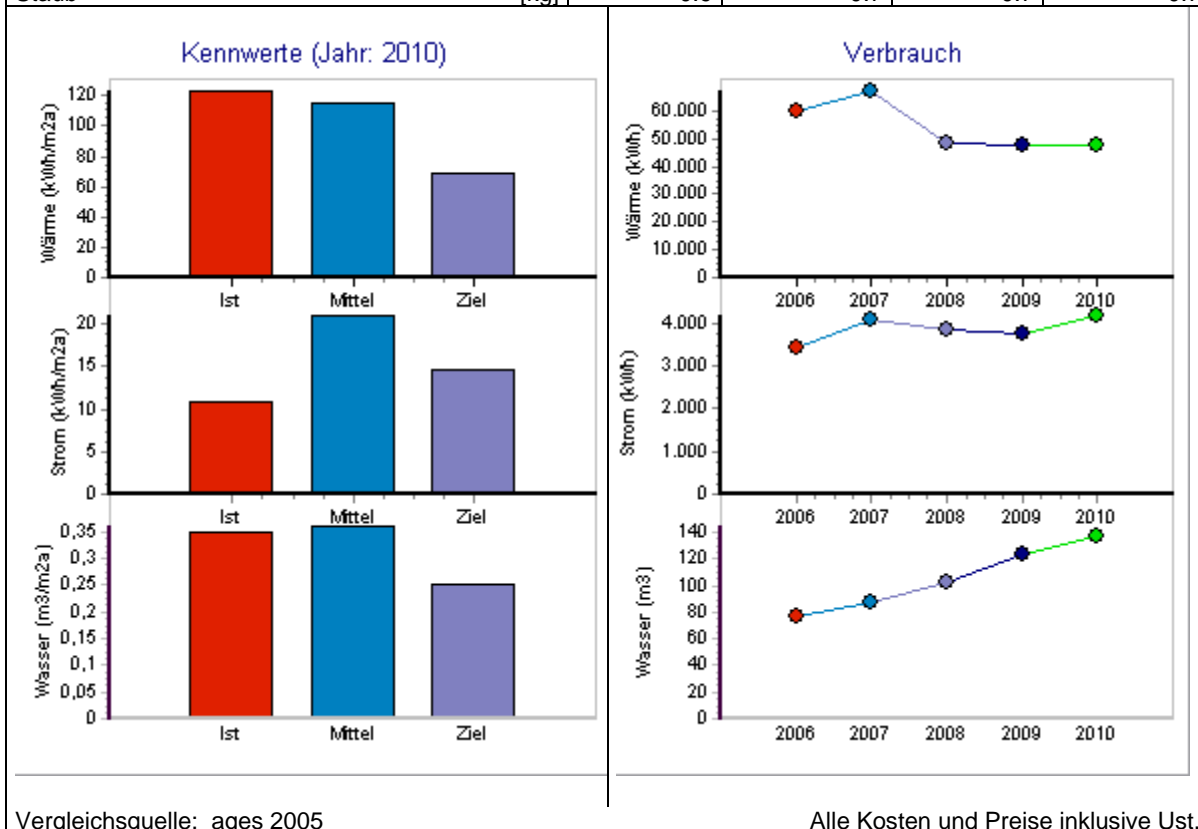 Kennwerte (Jahr: 2010)
120
100
80
60
40
20
0
Wärme (kWh/m2a)
Ist Mittel Ziel
20
15
10
5
0
Strom (kWh/m2a)
Ist Mittel Ziel
0,35
0,3
0,25
0,2
0,15
0,1
0,05
0
Wasser (m3/m2a)
Ist Mittel Ziel
Verbrauch
60.000
50.000
40.000
30.000
20.000
10.000
0
Wärme (kWh)
2006 2007 2008 2009 2010
4.000
3.000
2.000
1.000
0
Strom (kWh)
2006 2007 2008 2009 2010
140
120
100
80
60
40
20
0
Wasser (m3)
2006 2007 2008 2009 2010
Vergleichsquelle: ages 2005
Alle Kosten und Preise inklusive Ust.